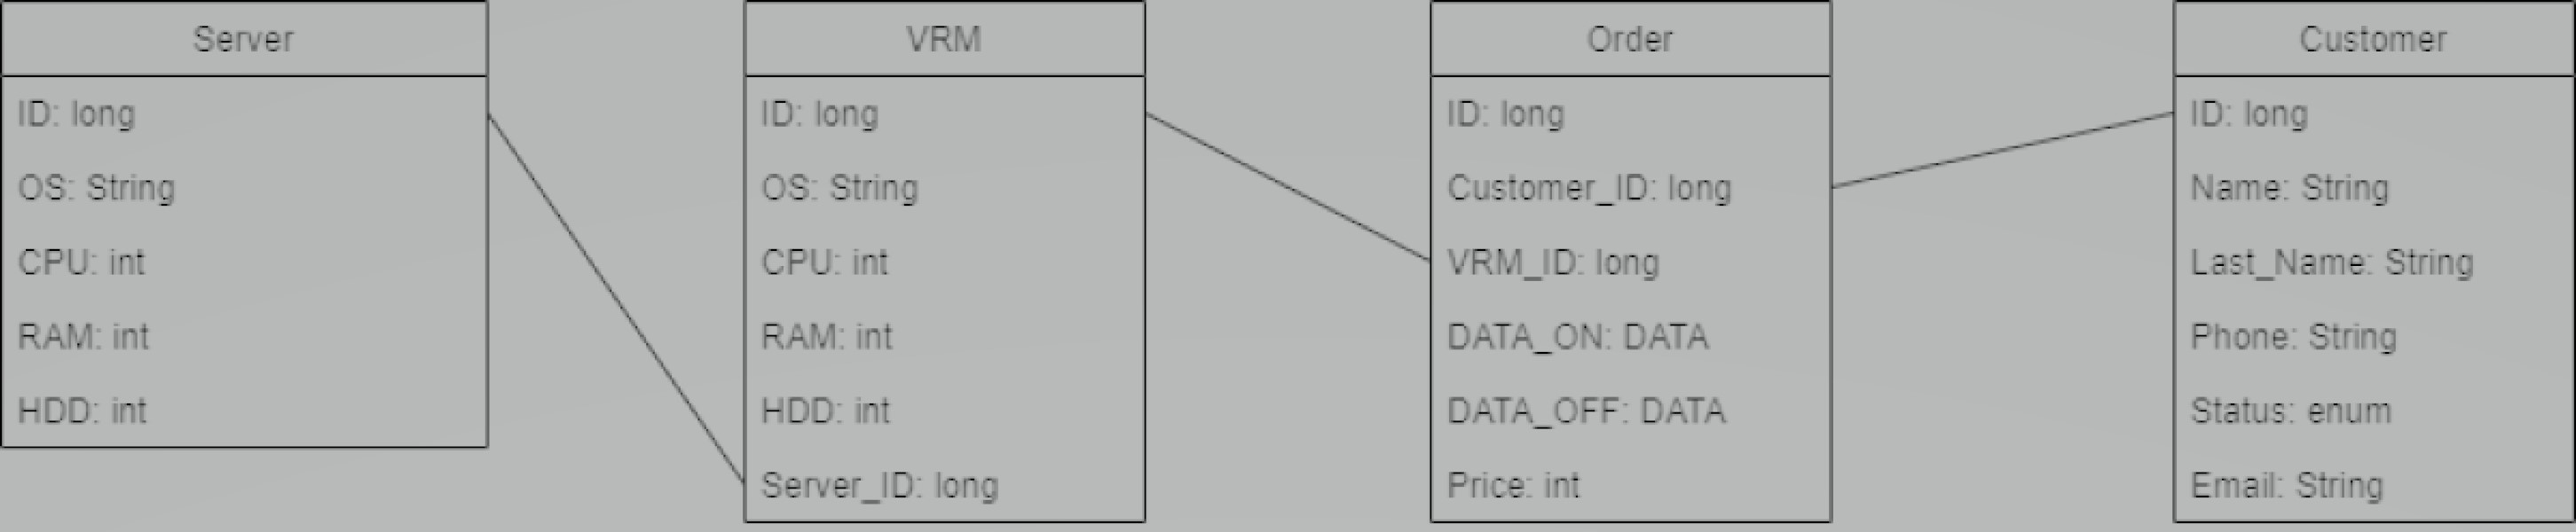 Server
ID: long
OS: String
CPU: int
RAM: int
HDD: int
VRM
ID: long
OS: String
CPU: int
RAM: int
HDD: int
Server_ID: long
Order
ID: long
Customer_ID: long
VRM_ID: long
DATA_ON: DATA
DATA_OFF: DATA
Price: int
Customer
ID: long
Name: String
Last_Name: String
Phone: String
Status: enum
Email: String